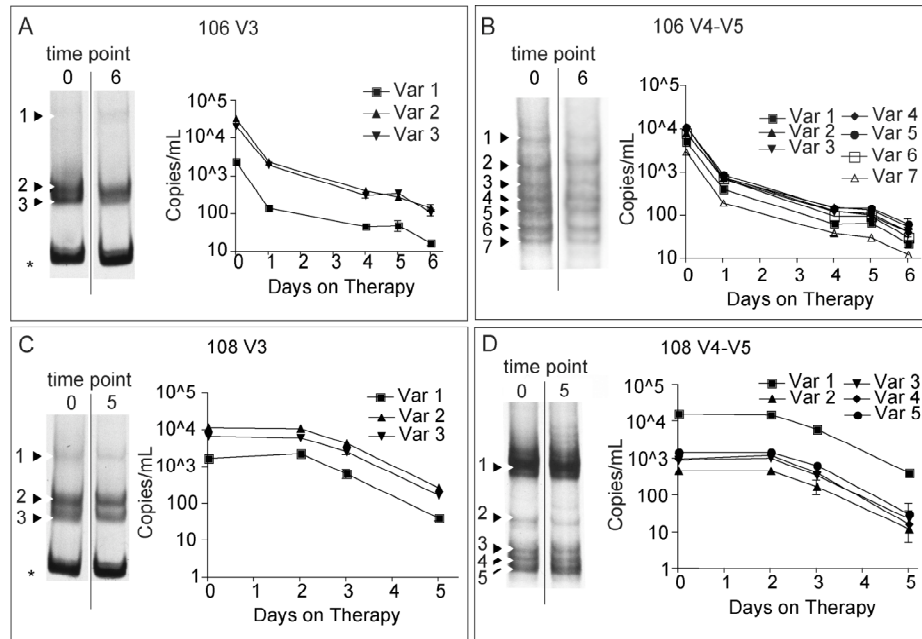 A
106 V3
time point
0 6
1
2
3
*
Var 1
Var 2
Var 3
Copies/mL
10^5
10^4
10^3
100
10
0 1 2 3 4 5 6
Days on Therapy
B
106 V4-V5
time point
0 6
1
2
3
4
5
6
7
Var 1
Var 2
Var 3
Var 4
Var 5
Var 6
Var 7
Copies/mL
10^5
10^4
10^3
100
10
0 1 2 3 4 5 6
Days on Therapy
C
108 V3
time point
0 5
1
2
3
*
Var 1
Var 2
Var 3
Copies/mL
10^5
10^4
10^3
100
10
1
0 1 2 3 4 5
Days on Therapy
D
108 V4-V5
time point
0 5
1
2
3
4
5
Var 1
Var 2
Var 3
Var 4
Var 5
Copies/mL
10^5
10^4
10^3
100
10
1
0 1 2 3 4 5
Days on Therapy